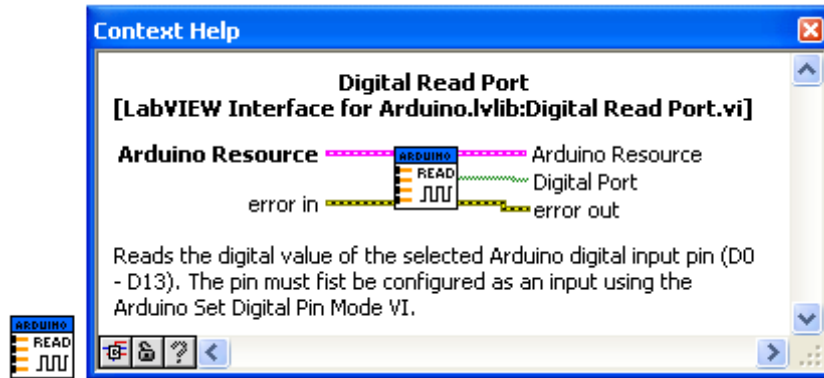 Context Help
Digital Read Port
[LabVIEW Interface for Arduino.lvlib:Digital Read Port.vi]
Arduino Resource ARDUINO Arduino Resource
READ Digital Port
error in error out
Reads the digital value of the selected Arduino digital input pin (D0
- D13). The pin must fist be configured as an input using the
Arduino Set Digital Pin Mode VI.
ARDUINO
READ
?